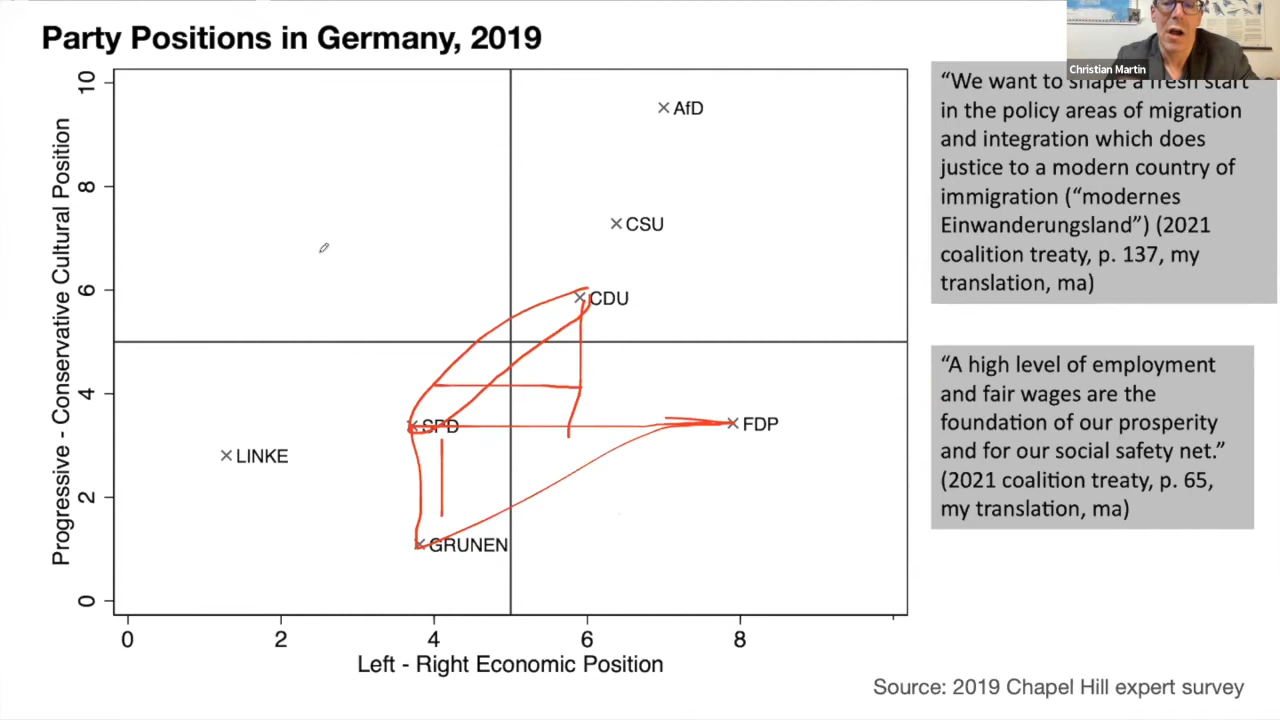 Party Positions in Germany, 2019
Christian Martin
Progressive - Conservative Cultural Position
10
8
6
4
2
0
AfD
CSU
CDU
SPD
FDP
LINKE
GRUNEN
0 2 4 6 8
Left - Right Economic Position
“We want to shape a fresh start
in the policy areas of migration
and integration which does
justice to a modern country of
immigration (“modernes
Einwanderungsland”) (2021
coalition treaty, p. 137, my
translation, ma)
“A high level of employment
and fair wages are the
foundation of our prosperity
and for our social safety net.”
(2021 coalition treaty, p. 65,
my translation, ma)
Source: 2019 Chapel Hill expert survey